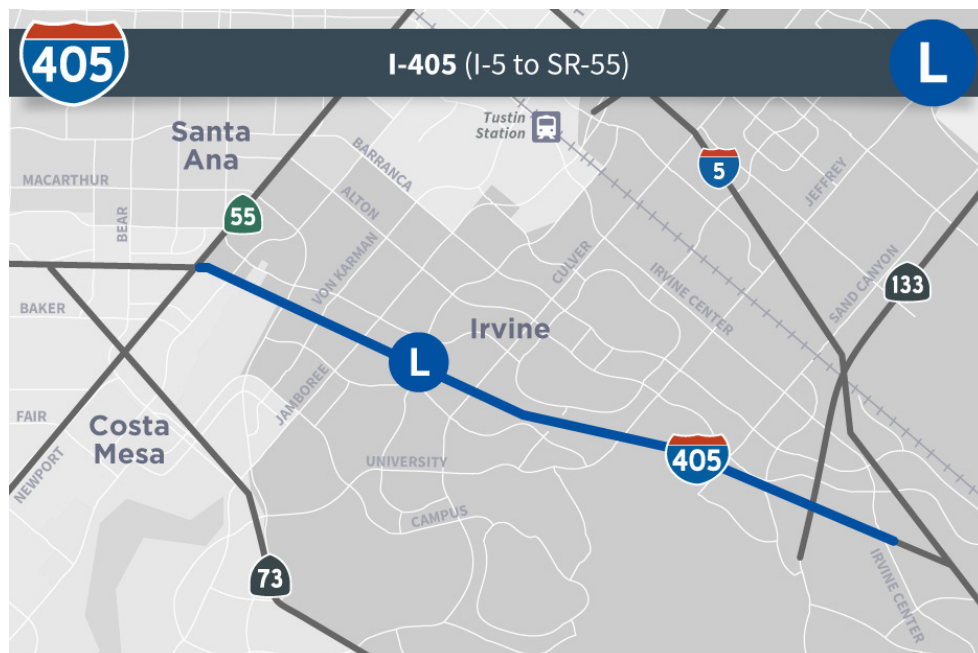 405
I-405 (I-5 to SR-55)
L
Tustin
Station
Santa
Ana
BARRANCA
MACARTHUR
5
JEFFREY
ALTON
55
BEAR
VON KARMAN
CULVER
IRVINE CENTER
SAND CANYON
133
BAKER
Irvine
L
JAMBOREE
FAIR
Costa
Mesa
405
UNIVERSITY
NEWPORT
CAMPUS
73
IRVINE CENTER